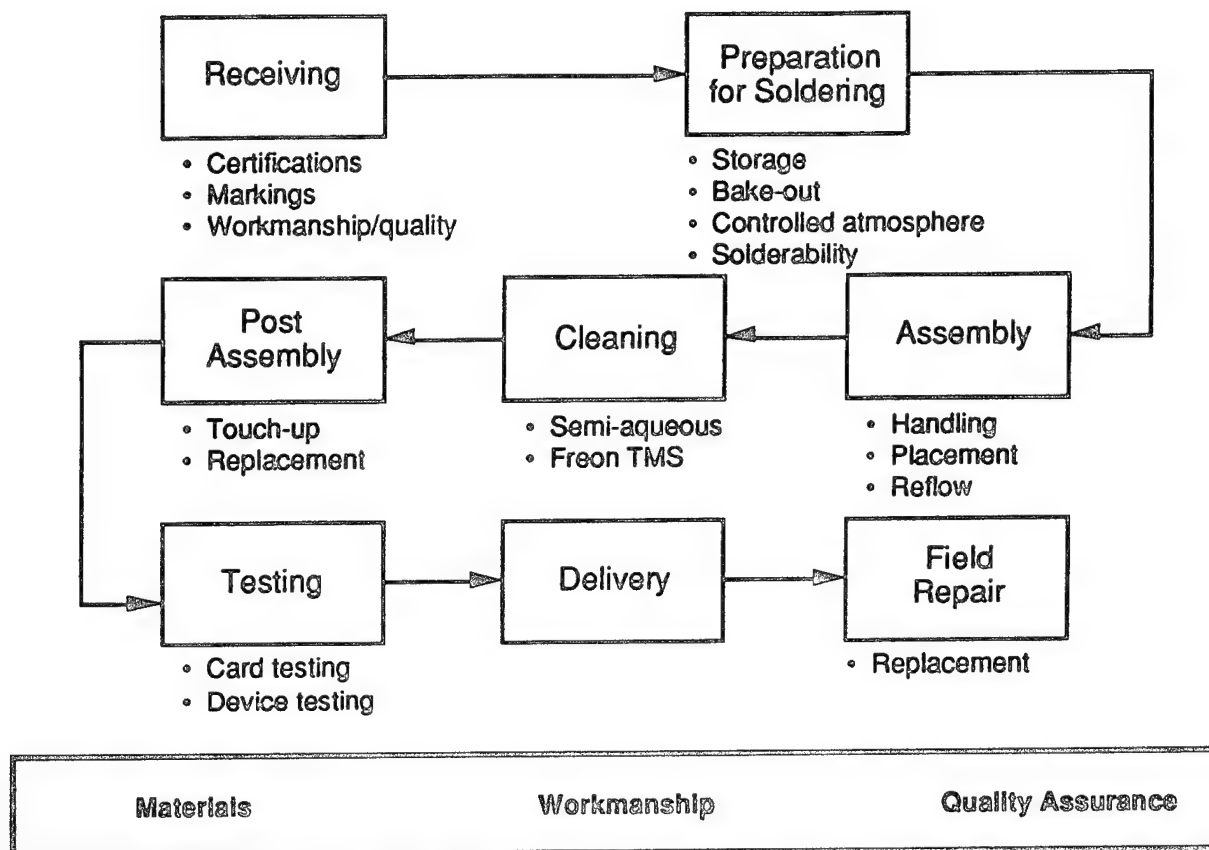 Receiving
Preparation
for Soldering
• Certifications
• Markings
• Workmanship/quality
• Storage
• Bake-out
• Controlled atmosphere
• Solderability
Assembly
• Handling
• Placement
• Reflow
Cleaning
• Semi-aqueous
• Freon TMS
Post
Assembly
• Touch-up
• Replacement
Testing
• Card testing
• Device testing
Delivery
Field
Repair
• Replacement
Materials
Workmanship
Quality Assurance